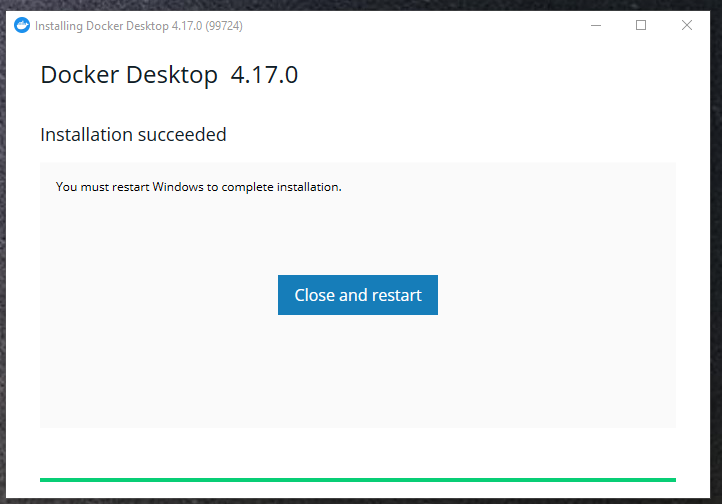 Installing Docker Desktop 4.17.0 (99724)
Docker Desktop 4.17.0
Installation succeeded
You must restart Windows to complete installation.
Close and restart